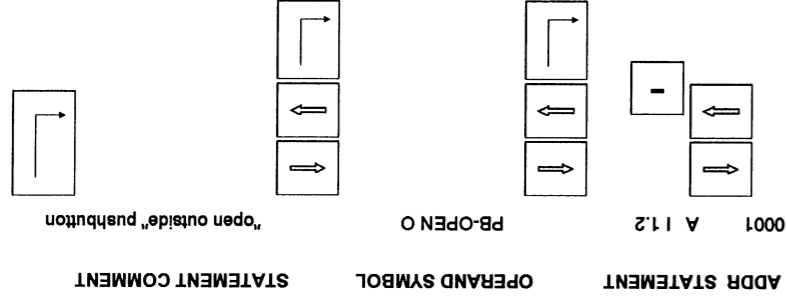 ADDR STATEMENT OPERAND SYMBOL STATEMENT COMMENT
0001 A I 1.2 PB-OPEN O "open outside" pushbutton